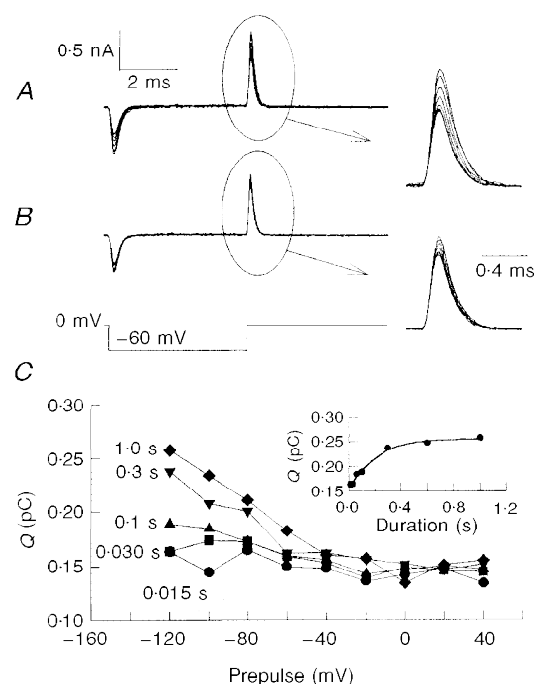 0·5 nA
2 ms
A
B
0·4 ms
0 mV
−60 mV
C
0·30
0·25
0·20
0·15
0·10
Q (pC)
1·0 s
0·3 s
0·1 s
0·030 s
0·015 s
0·30
0·25
0·20
0·15
Q (pC)
0·0 0·4 0·8 1·2
Duration (s)
−160 −120 −80 −40 0 40
Prepulse (mV)